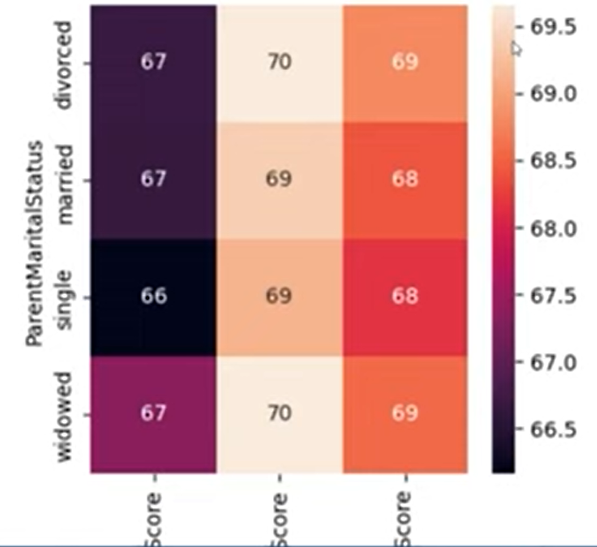 ParentMaritalStatus
divorced
67 70 69
married
67 69 68
single
66 69 68
widowed
67 70 69
Score
Score
Score
69.5
69.0
68.5
68.0
67.5
67.0
66.5